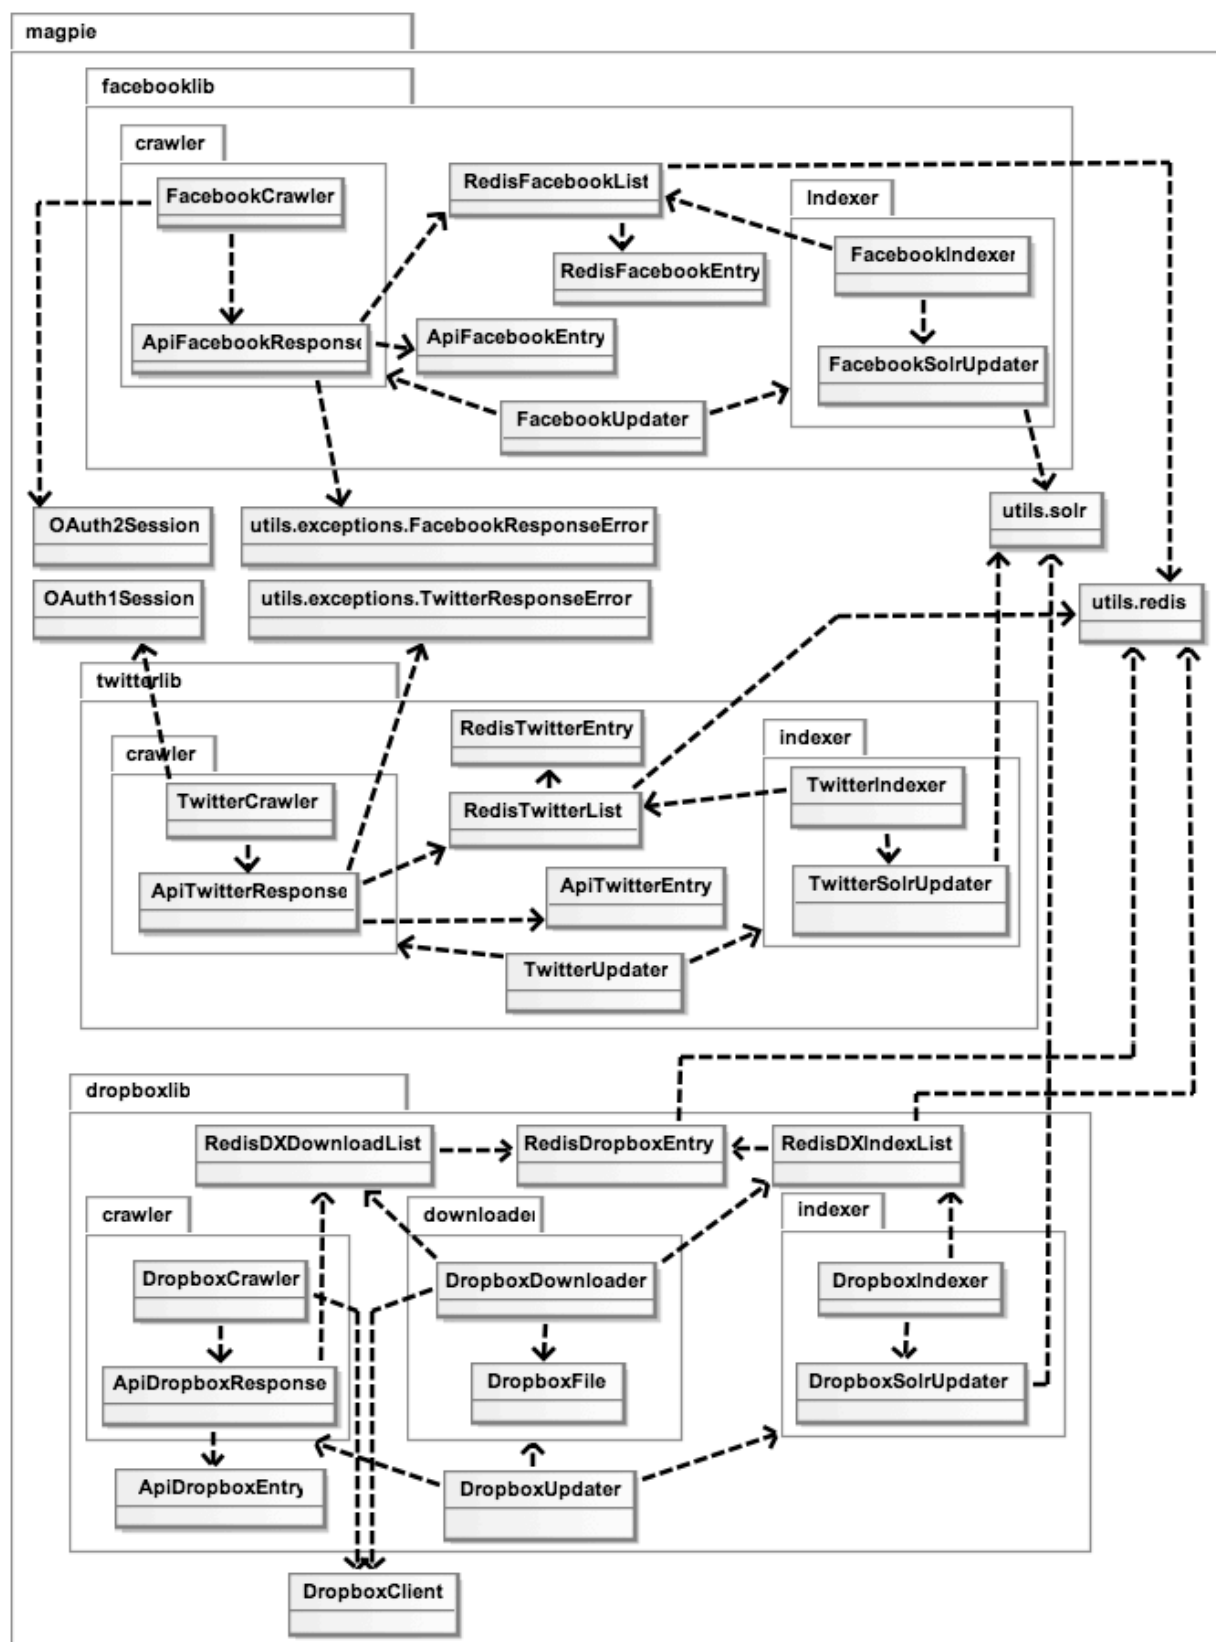 magpie
facebooklib
crawler
FacebookCrawler
RedisFacebookList
Indexer
FacebookIndexer
RedisFacebookEntry
ApiFacebookResponse
ApiFacebookEntry
FacebookSolrUpdater
FacebookUpdater
OAuth2Session
utils.exceptions.FacebookResponseError
utils.solr
OAuth1Session
utils.exceptions.TwitterResponseError
utils.redis
twitterlib
RedisTwitterEntry
crawler
indexer
TwitterCrawler
RedisTwitterList
TwitterIndexer
ApiTwitterResponse
ApiTwitterEntry
TwitterSolrUpdater
TwitterUpdater
dropboxlib
RedisDXDownloadList
RedisDropboxEntry
RedisDXIndexList
crawler
downloader
indexer
DropboxCrawler
DropboxDownloader
DropboxIndexer
ApiDropboxResponse
DropboxFile
DropboxSolrUpdater
ApiDropboxEntry
DropboxUpdater
DropboxClient